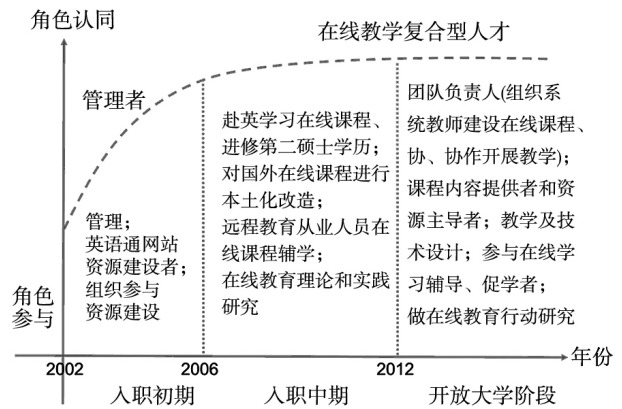 角色认同
在线教学复合型人才
管理者
管理；
英语通网站
资源建设者；
组织参与
资源建设
赴英学习在线课程、
进修第二硕士学历；
对国外在线课程进行
本土化改造；
远程教育从业人员在
线课程辅学；
在线教育理论和实践
研究
团队负责人(组织系
统教师建设在线课程、
协、协作开展教学)；
课程内容提供者和资
源主导者；教学及技
术设计；参与在线学
习辅导、促学者；
做在线教育行动研究
角色
参与
年份
2002
2006
2012
入职初期
入职中期
开放大学阶段